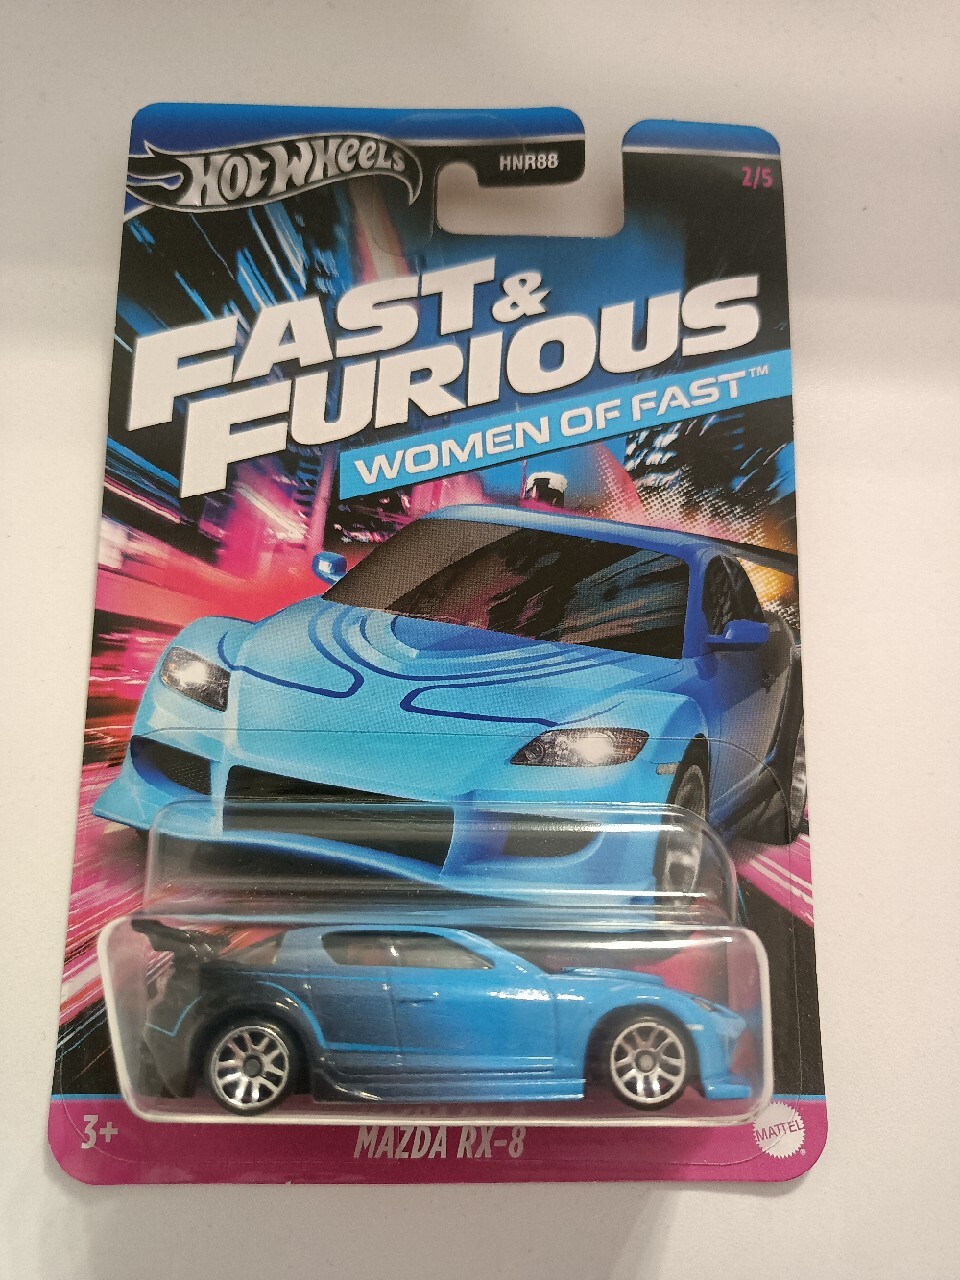 HOT WHEELS
HNR88
2/5
FAST &
FURIOUS
WOMEN OF FAST™
3+
MAZDA RX-8
MATTEL
®